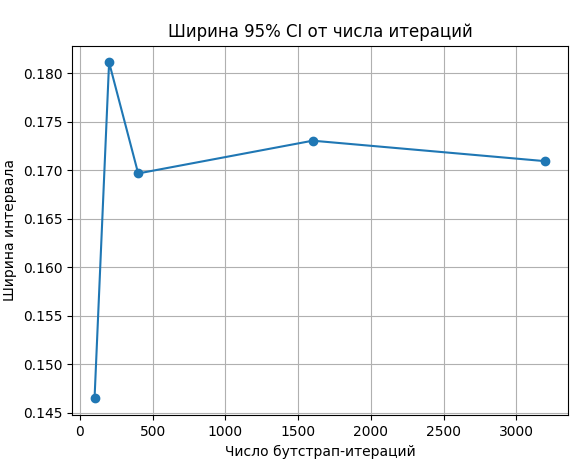 Ширина 95% CI от числа итераций
Ширина интервала
0.180
0.175
0.170
0.165
0.160
0.155
0.150
0.145
0 500 1000 1500 2000 2500 3000
Число бутстрап-итераций